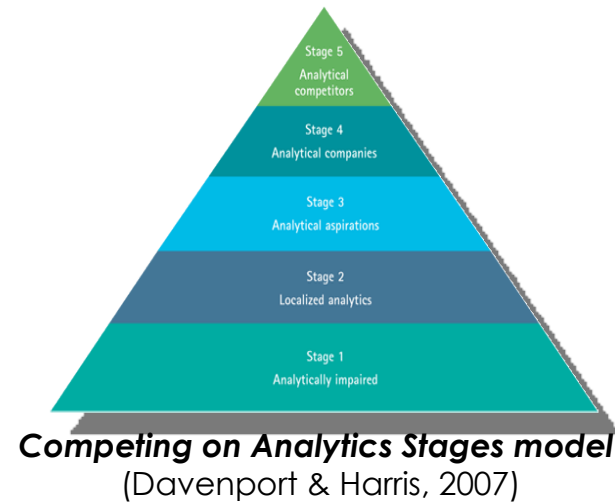 Stage 5
Analytical
competitors
Stage 4
Analytical companies
Stage 3
Analytical aspirations
Stage 2
Localized analytics
Stage 1
Analytically impaired
Competing on Analytics Stages model
(Davenport & Harris, 2007)